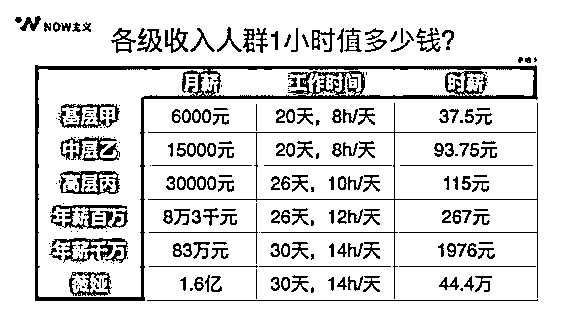 NOW主义
各级收入人群1小时值多少钱?
月薪 工作时间 时薪
基层甲 6000元 20天，8h/天 37.5元
中层乙 15000元 20天，8h/天 93.75元
高层丙 30000元 26天，10h/天 115元
年薪百万 8万3千元 26天，12h/天 267元
年薪千万 83万元 30天，14h/天 1976元
薇娅 1.6亿 30天，14h/天 44.4万